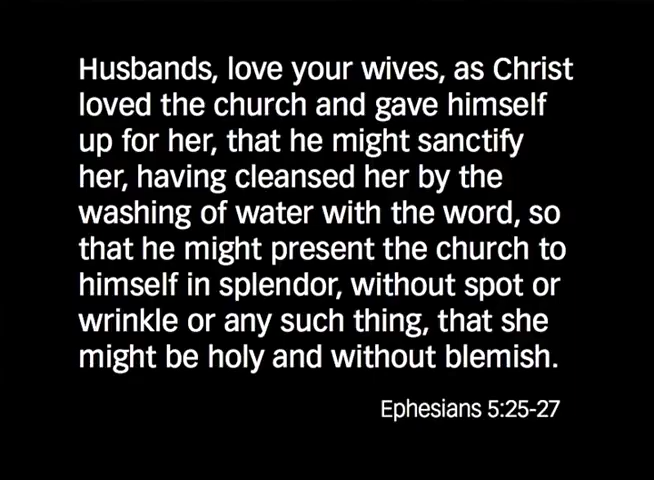 Husbands, love your wives, as Christ
loved the church and gave himself
up for her, that he might sanctify
her, having cleansed her by the
washing of water with the word, so
that he might present the church to
himself in splendor, without spot or
wrinkle or any such thing, that she
might be holy and without blemish.
Ephesians 5:25-27